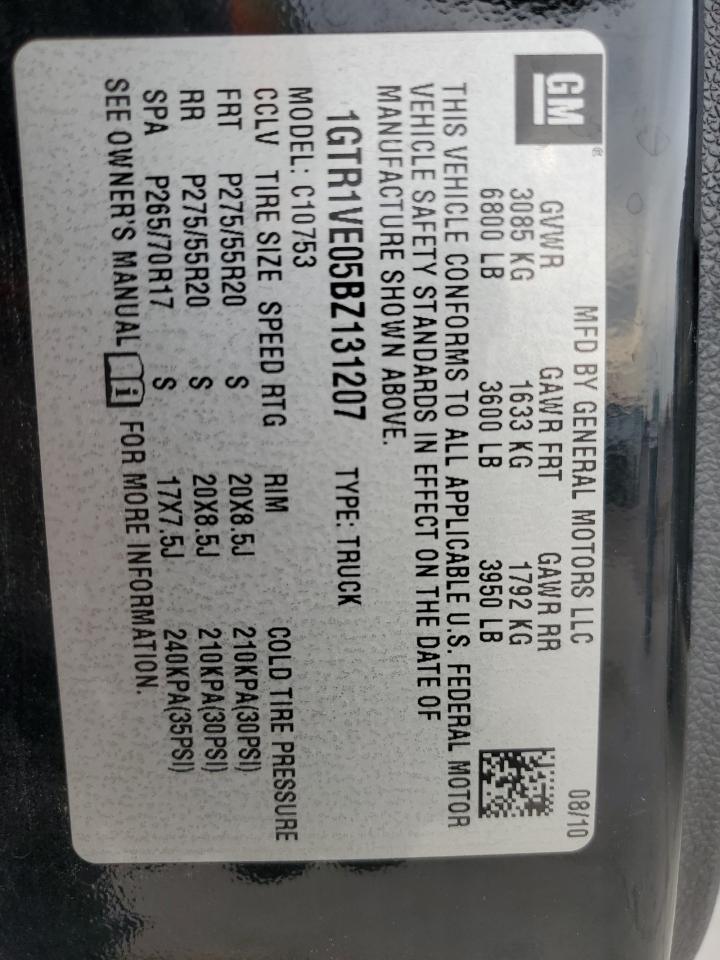 GM®
MFD BY GENERAL MOTORS LLC 08/10
GVWR GAWR FRT GAWR RR
3085 KG 1633 KG 1792 KG
6800 LB 3600 LB 3950 LB
THIS VEHICLE CONFORMS TO ALL APPLICABLE U.S. FEDERAL MOTOR
VEHICLE SAFETY STANDARDS IN EFFECT ON THE DATE OF
MANUFACTURE SHOWN ABOVE.
1GTR1VE05BZ131207 TYPE: TRUCK
MODEL: C10753
CCLV TIRE SIZE SPEED RTG RIM COLD TIRE PRESSURE
FRT P275/55R20 S 20X8.5J 210KPA(30PSI)
RR P275/55R20 S 20X8.5J 210KPA(30PSI)
SPA P265/70R17 S 17X7.5J 240KPA(35PSI)
SEE OWNER'S MANUAL i FOR MORE INFORMATION.